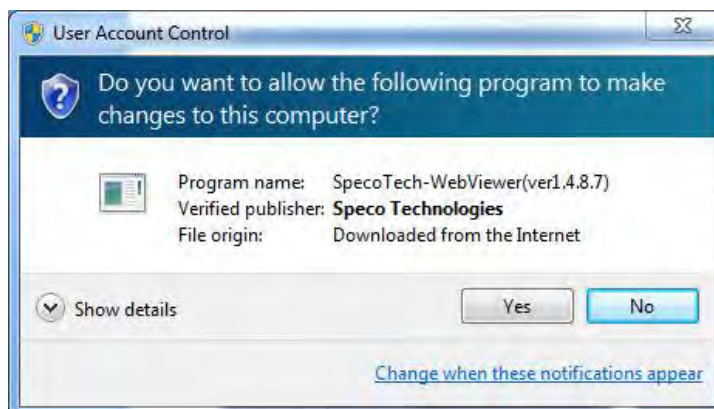 User Account Control
Do you want to allow the following program to make
changes to this computer?
Program name: SpecoTech-WebViewer(ver1.4.8.7)
Verified publisher: Speco Technologies
File origin: Downloaded from the Internet
Show details
Yes No
Change when these notifications appear